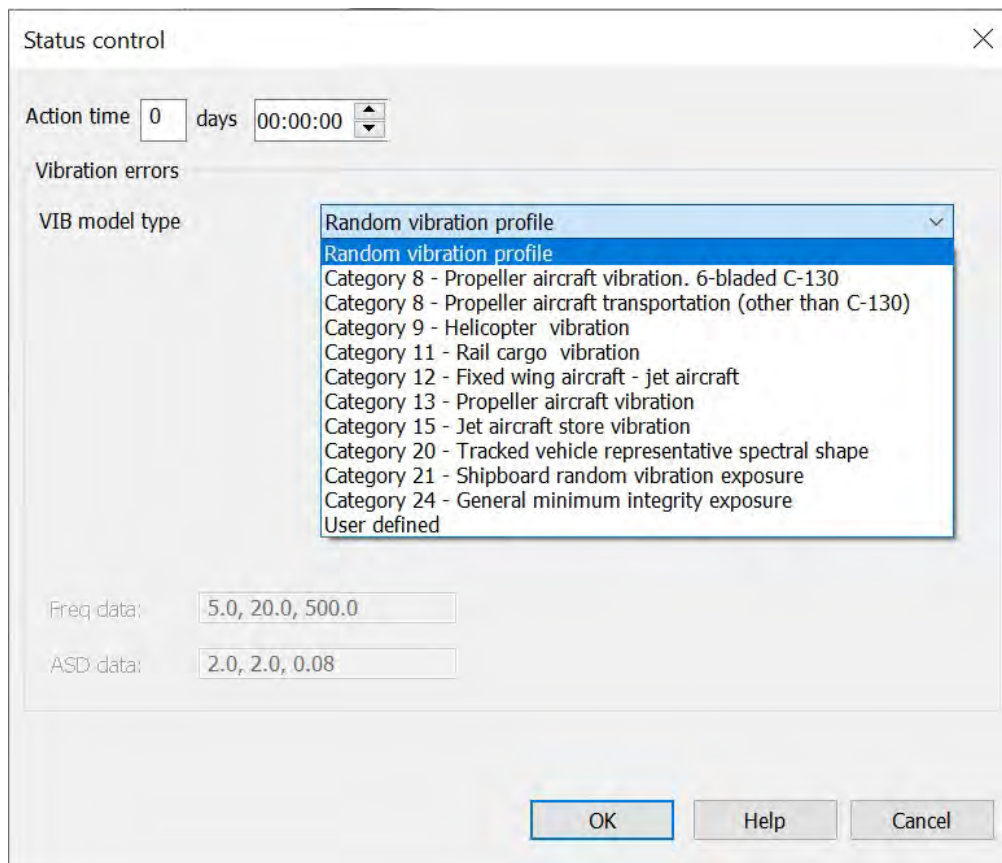 Status control
Action time 0 days 00:00:00
Vibration errors
VIB model type Random vibration profile
Random vibration profile
Category 8 - Propeller aircraft vibration. 6-bladed C-130
Category 8 - Propeller aircraft transportation (other than C-130)
Category 9 - Helicopter  vibration
Category 11 - Rail cargo  vibration
Category 12 - Fixed wing aircraft - jet aircraft
Category 13 - Propeller aircraft vibration
Category 15 - Jet aircraft store vibration
Category 20 - Tracked vehicle representative spectral shape
Category 21 - Shipboard random vibration exposure
Category 24 - General minimum integrity exposure
User defined
Freq data: 5.0, 20.0, 500.0
ASD data: 2.0, 2.0, 0.08
OK Help Cancel